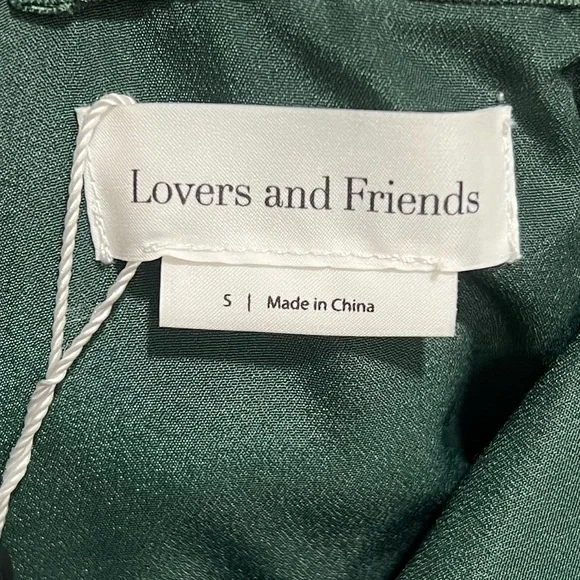 Lovers and Friends
S | Made in China